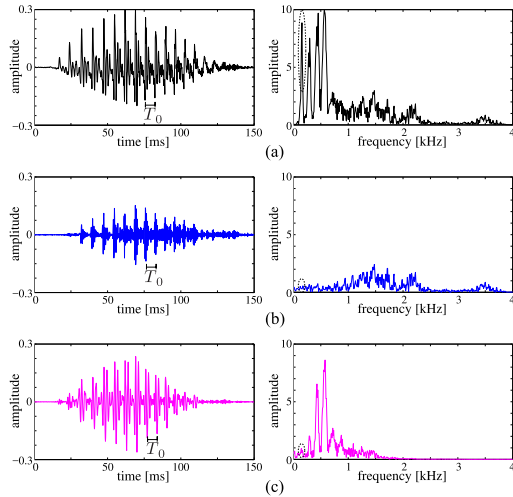 0.3
amplitude
−0.3
0 50 100 150
time [ms]
T0
10
5
0
amplitude
0 1 2 3 4
frequency [kHz]
(a)
0.3
0
−0.3
amplitude
0 50 100 150
time [ms]
T0
10
5
0
amplitude
0 1 2 3 4
frequency [kHz]
(b)
0.3
0
−0.3
amplitude
0 50 100 150
time [ms]
T0
10
5
0
amplitude
0 1 2 3 4
frequency [kHz]
(c)